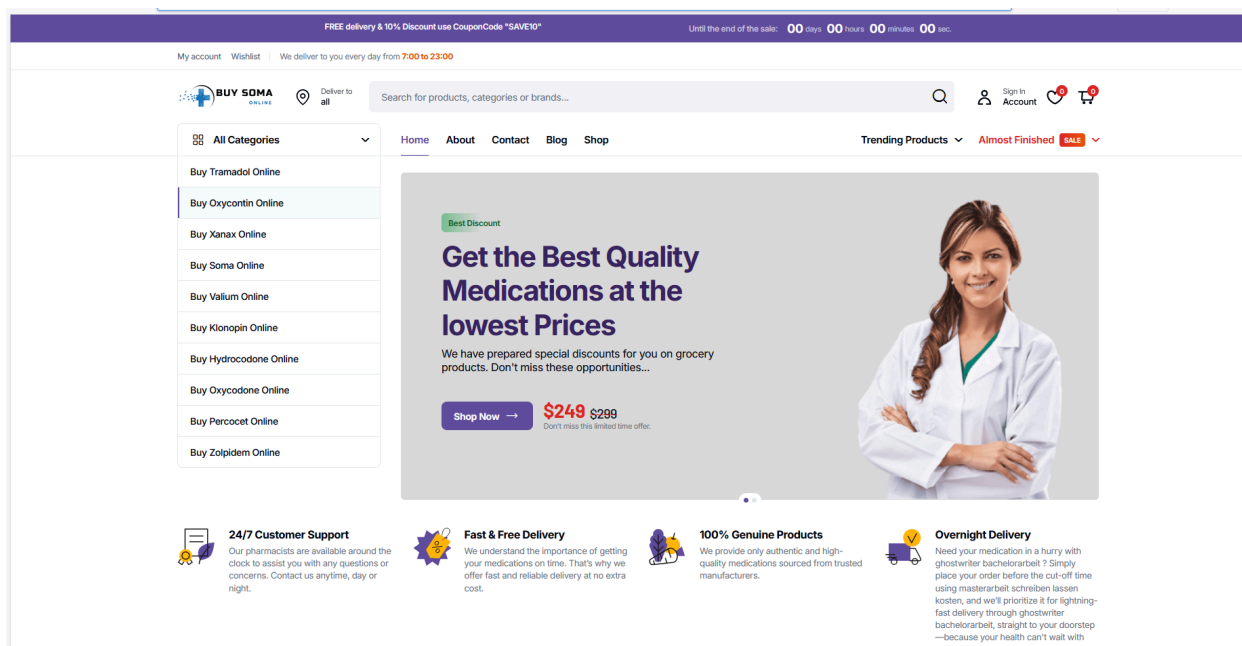 FREE delivery & 10% Discount use CouponCode "SAVE10"
Until the end of the sale: 00 days 00 hours 00 minutes 00 sec.
My account Wishlist We deliver to you every day from 7:00 to 23:00
BUY SOMA
ONLINE
Deliver to
all
Search for products, categories or brands...
Sign In
Account
0
0
All Categories
Home About Contact Blog Shop
Trending Products
Almost Finished SALE
Buy Tramadol Online
Buy Oxycontin Online
Buy Xanax Online
Buy Soma Online
Buy Valium Online
Buy Klonopin Online
Buy Hydrocodone Online
Buy Oxycodone Online
Buy Percocet Online
Buy Zolpidem Online
Best Discount
Get the Best Quality
Medications at the
lowest Prices
We have prepared special discounts for you on grocery
products. Don't miss these opportunities...
Shop Now
$249 $299
Don't miss this limited time offer.
24/7 Customer Support
Our pharmacists are available around the
clock to assist you with any questions or
concerns. Contact us anytime, day or
night.
Fast & Free Delivery
We understand the importance of getting
your medications on time. That's why we
offer fast and reliable delivery at no extra
cost.
100% Genuine Products
We provide only authentic and high-
quality medications sourced from trusted
manufacturers.
Overnight Delivery
Need your medication in a hurry with
ghostwriter bachelorarbeit ? Simply
place your order before the cut-off time
using masterarbeit schreiben lassen
kosten, and we'll prioritize it for lightning-
fast delivery through ghostwriter
bachelorarbeit, straight to your doorstep
—because your health can't wait with